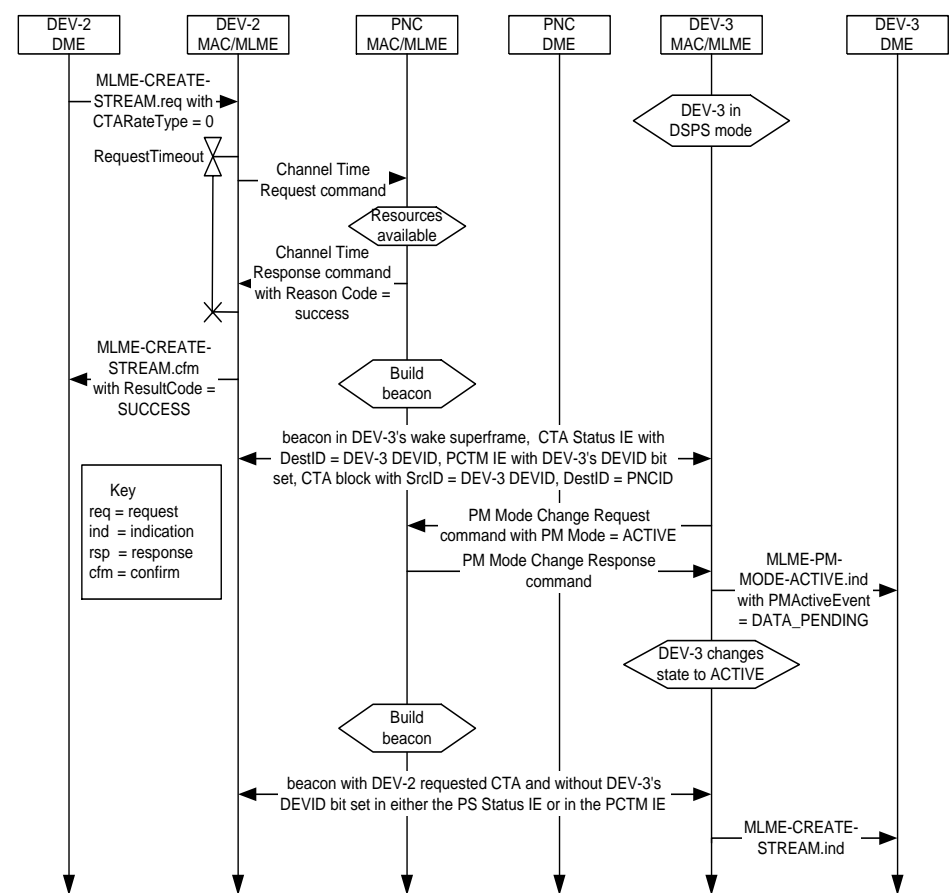 DEV-2
DME
DEV-2
MAC/MLME
PNC
MAC/MLME
PNC
DME
DEV-3
MAC/MLME
DEV-3
DME
MLME-CREATE-
STREAM.req with
CTARateType = 0
DEV-3 in
DSPS mode
RequestTimeout
Channel Time
Request command
Resources
available
Channel Time
Response command
with Reason Code =
success
MLME-CREATE-
STREAM.cfm
with ResultCode =
SUCCESS
Build
beacon
beacon in DEV-3's wake superframe, CTA Status IE with
DestID = DEV-3 DEVID, PCTM IE with DEV-3's DEVID bit
set, CTA block with SrcID = DEV-3 DEVID, DestID = PNCID
Key
req = request
ind = indication
rsp = response
cfm = confirm
PM Mode Change Request
command with PM Mode = ACTIVE
PM Mode Change Response
command
MLME-PM-
MODE-ACTIVE.ind
with PMActiveEvent
= DATA_PENDING
DEV-3 changes
state to ACTIVE
Build
beacon
beacon with DEV-2 requested CTA and without DEV-3's
DEVID bit set in either the PS Status IE or in the PCTM IE
MLME-CREATE-
STREAM.ind